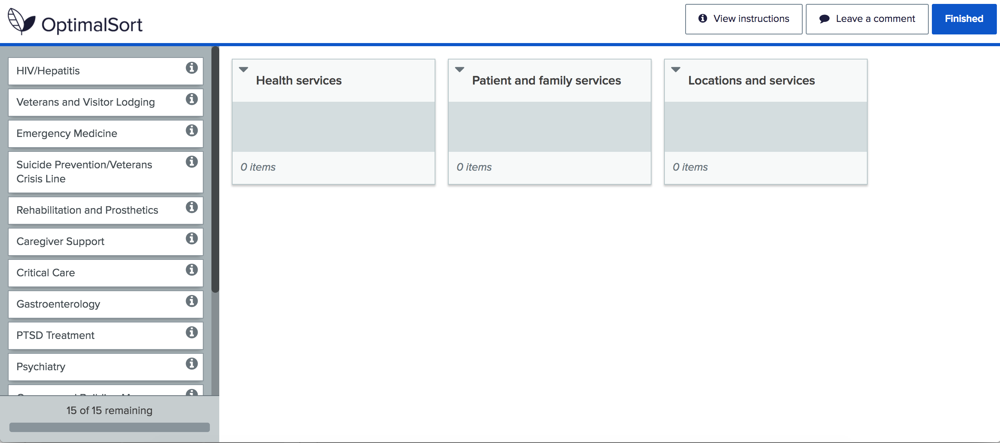 OptimalSort
View instructions
Leave a comment
Finished
HIV/Hepatitis
Veterans and Visitor Lodging
Emergency Medicine
Suicide Prevention/Veterans
Crisis Line
Rehabilitation and Prosthetics
Caregiver Support
Critical Care
Gastroenterology
PTSD Treatment
Psychiatry
15 of 15 remaining
Health services
0 items
Patient and family services
0 items
Locations and services
0 items